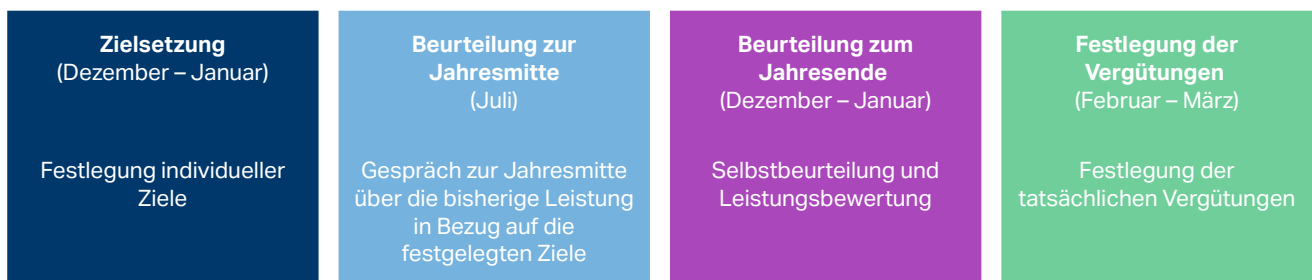 Zielsetzung
(Dezember – Januar)
Festlegung individueller
Ziele
Beurteilung zur
Jahresmitte
(Juli)
Gespräch zur Jahresmitte
über die bisherige Leistung
in Bezug auf die
festgelegten Ziele
Beurteilung zum
Jahresende
(Dezember – Januar)
Selbstbeurteilung und
Leistungsbewertung
Festlegung der
Vergütungen
(Februar – März)
Festlegung der
tatsächlichen Vergütungen